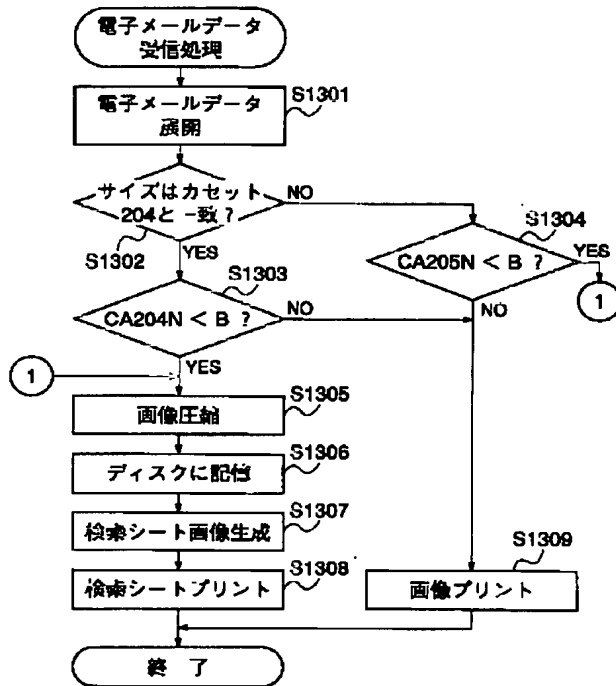 電子メールデータ
受信処理
S1301
電子メールデータ
展開
サイズはカセット
204と一致？
NO
S1302
YES
S1304
CA205N < B ?
YES
1
NO
S1303
CA204N < B ?
NO
YES
1
S1305
画像圧縮
S1306
ディスクに記憶
S1307
検索シート画像生成
S1308
検索シートプリント
S1309
画像プリント
終 了